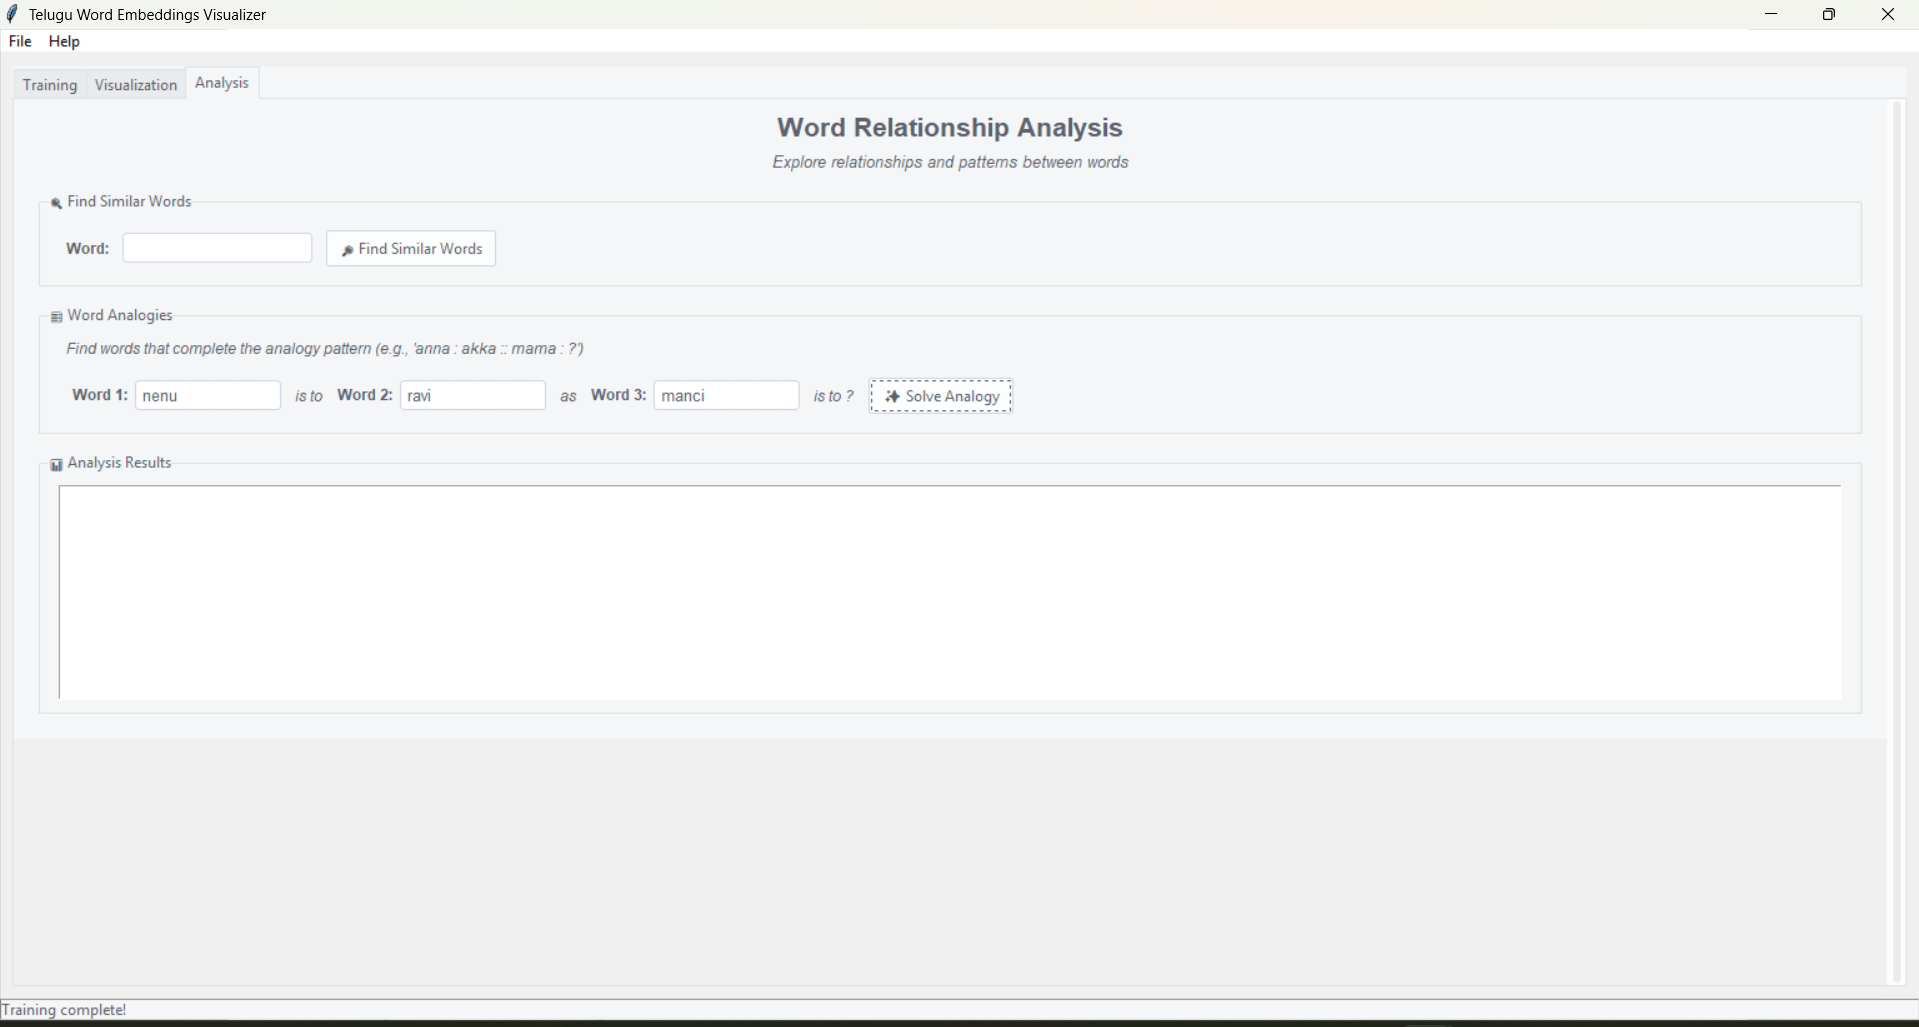 Telugu Word Embeddings Visualizer
File Help
Training Visualization Analysis
Word Relationship Analysis
Explore relationships and patterns between words
Find Similar Words
Word: Find Similar Words
Word Analogies
Find words that complete the analogy pattern (e.g., 'anna : akka :: mama : ?')
Word 1: nenu is to Word 2: ravi as Word 3: manci is to ? Solve Analogy
Analysis Results
Training complete!